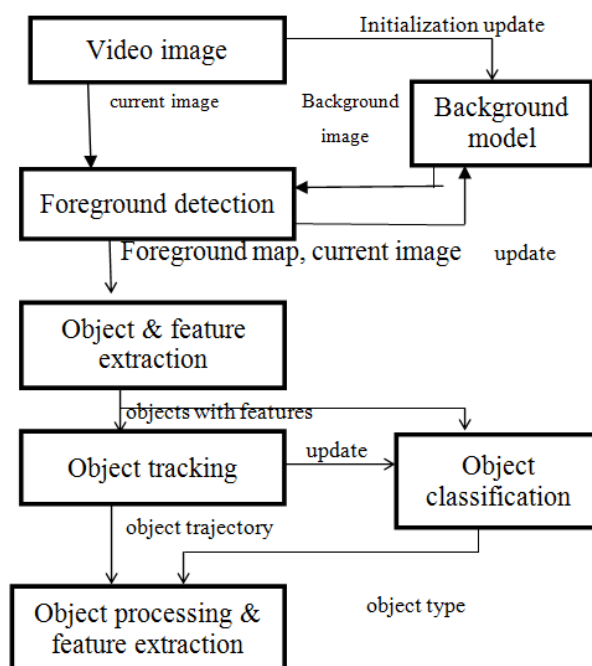 Initialization update
Video image
current image
Background
image
Background
model
Foreground detection
Foreground map, current image
update
Object & feature
extraction
objects with features
Object tracking
update
Object
classification
object trajectory
object type
Object processing &
feature extraction